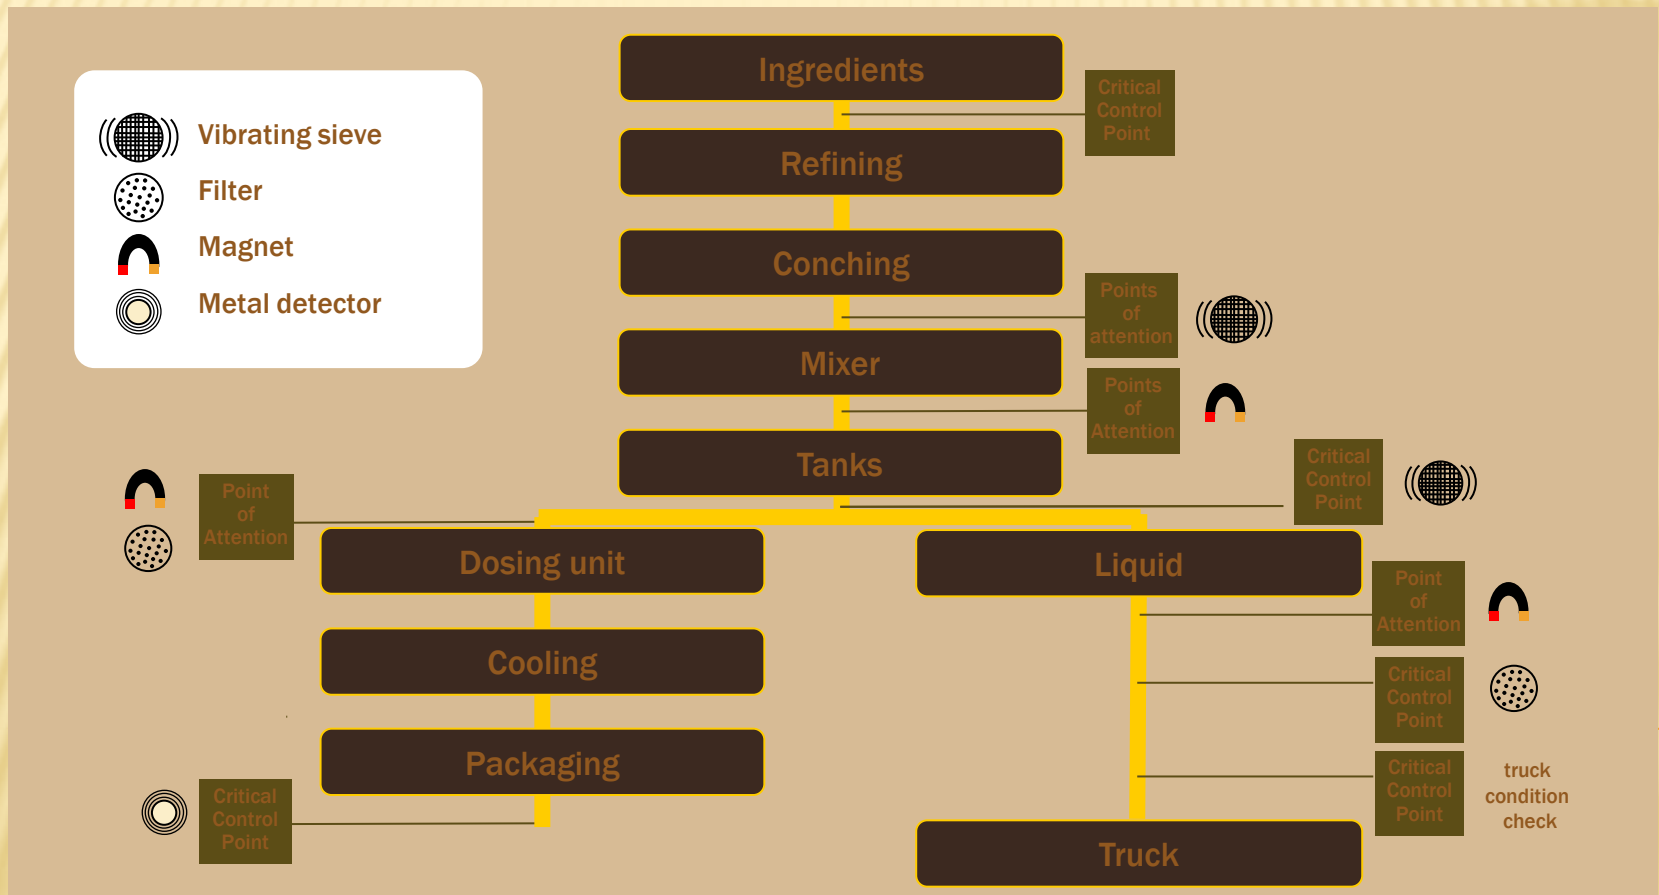 Vibrating sieve
Filter
Magnet
Metal detector
Ingredients
Critical
Control
Point
Refining
Conching
Points
of
attention
Mixer
Points
of
Attention
Tanks
Critical
Control
Point
Point
of
Attention
Dosing unit
Liquid
Point
of
Attention
Cooling
Critical
Control
Point
Packaging
Critical
Control
Point
truck
condition
check
Critical
Control
Point
Truck